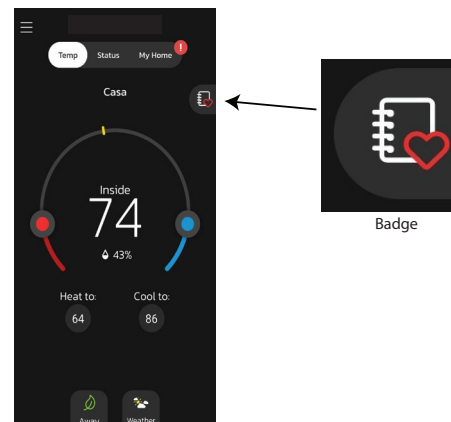 Temp Status My Home !
Casa
Inside
74
43%
Heat to: Cool to:
64 86
Away Weather
Badge